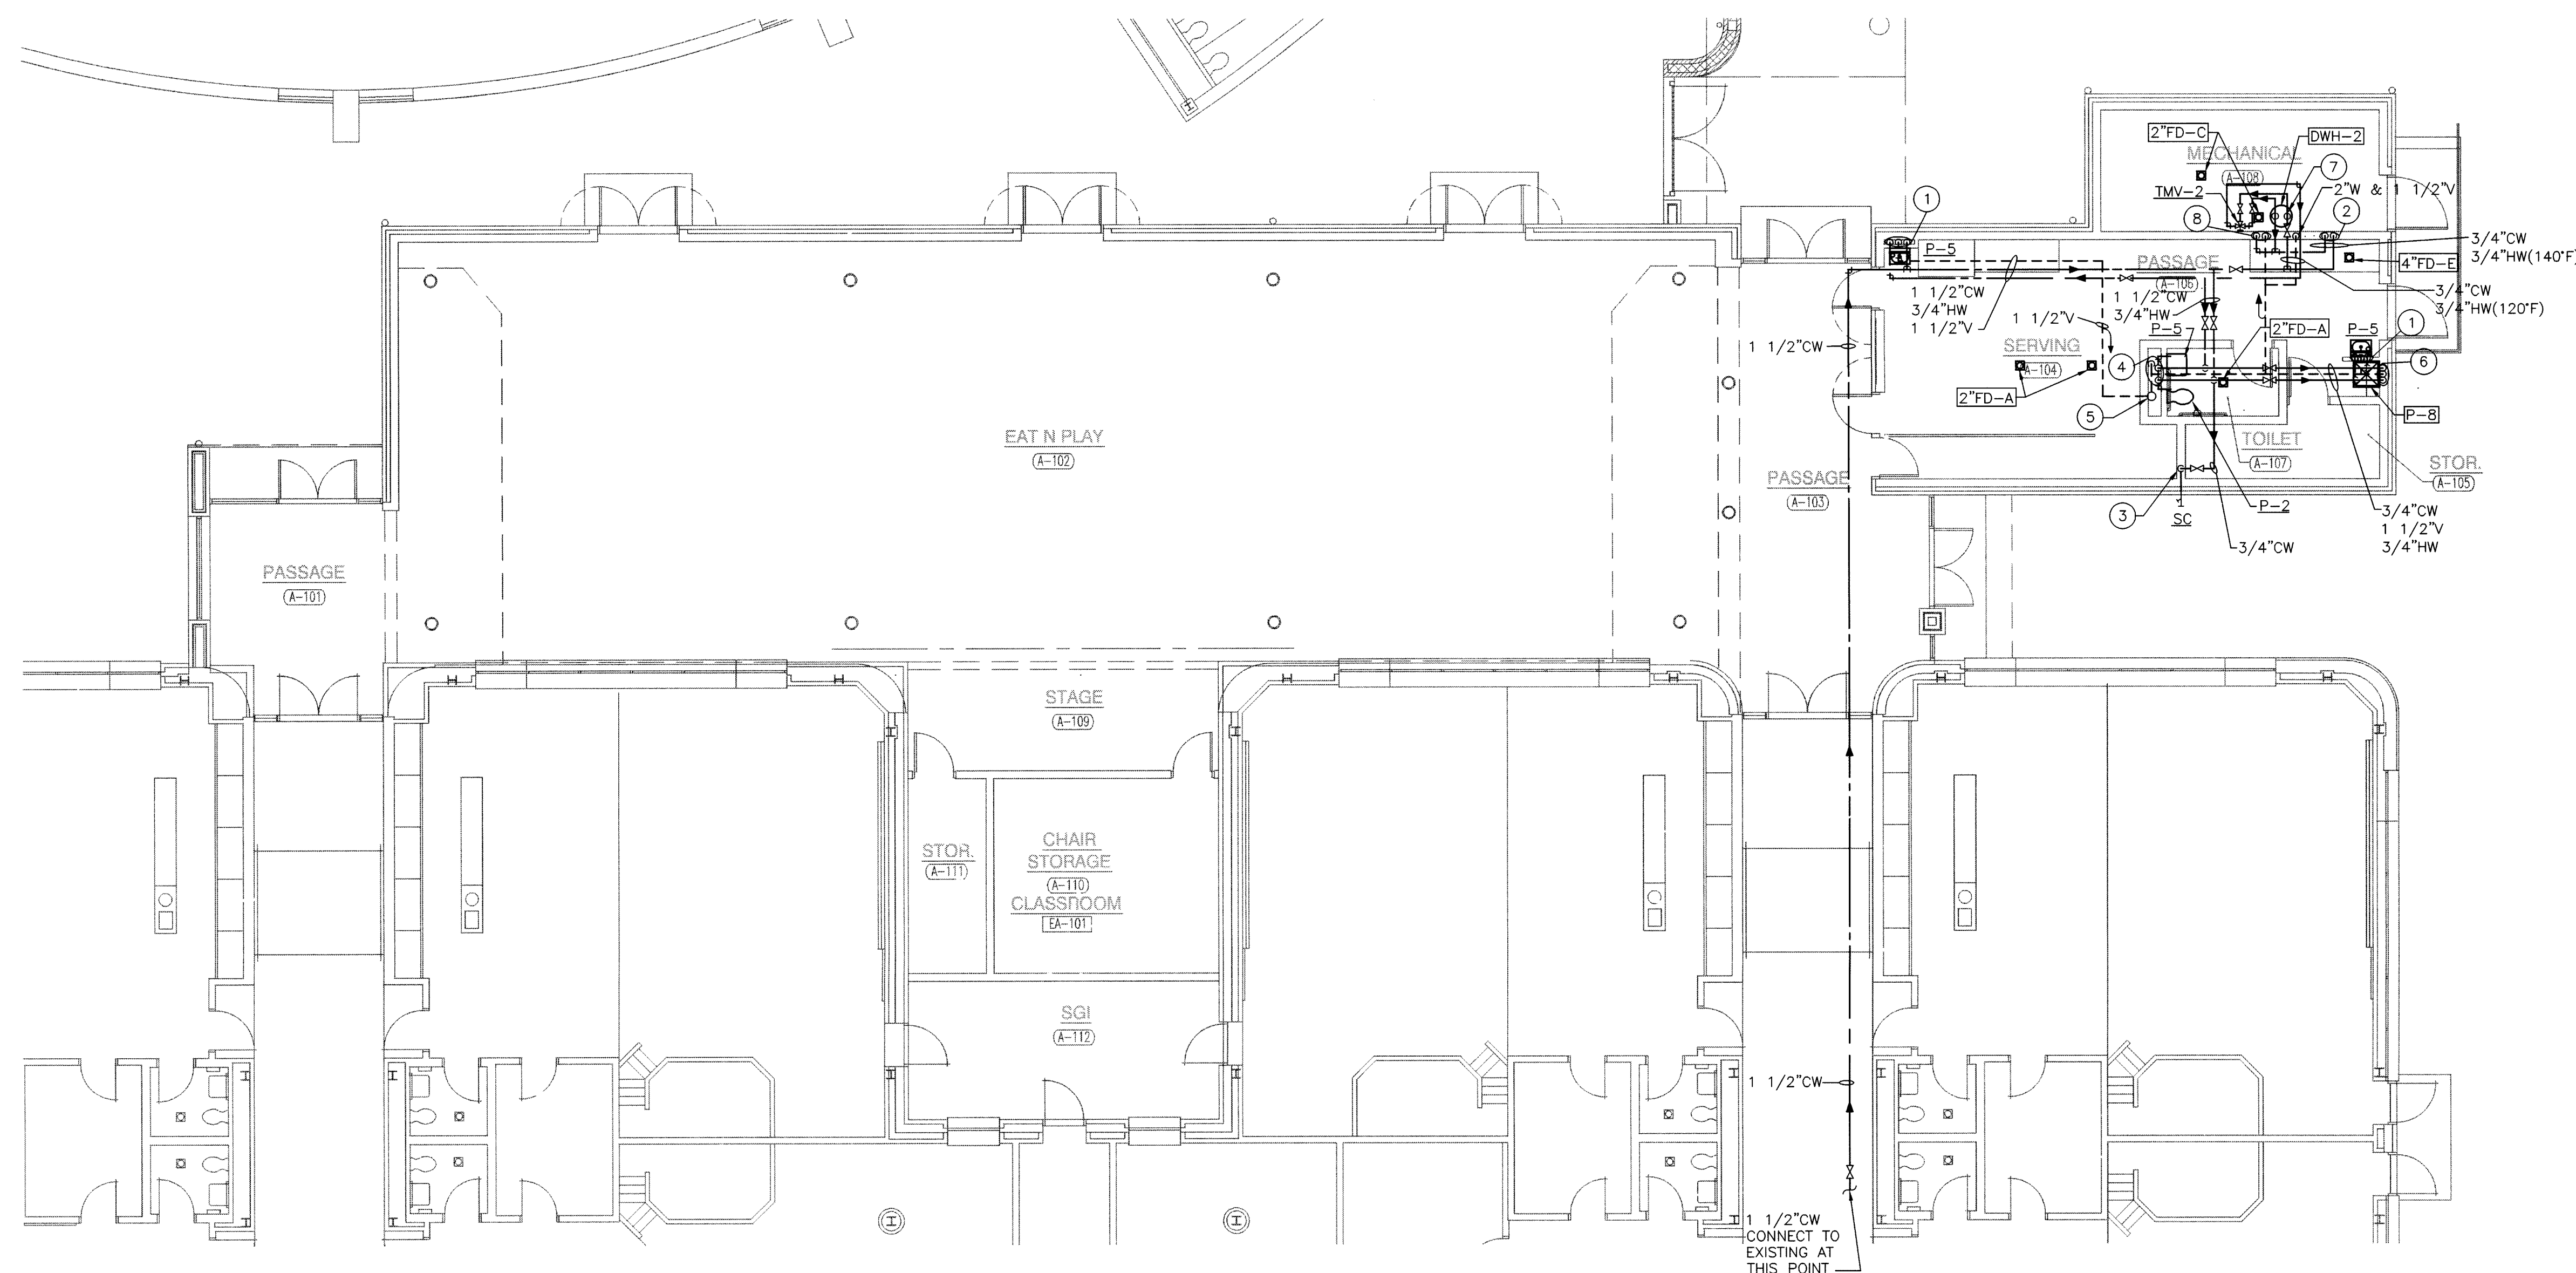 2"FD-C
DWH-2
MECHANICAL
A-108
7
TMV-2
2"W & 1 1/2"V
8
2
1
P-5
3/4"CW
3/4"HW(140°F)
PASSAGE
A-106
4"FD-E
1 1/2"CW
3/4"HW
1 1/2"V
1 1/2"CW
3/4"HW
3/4"CW
3/4"HW(120°F)
1 1/2"V
P-5
2"FD-A
P-5
1
1 1/2"CW
SERVING
A-104
4
6
2"FD-A
5
P-8
EAT N PLAY
A-102
TOILET
A-107
STOR.
A-105
PASSAGE
A-103
3
SC
P-2
3/4"CW
1 1/2"V
3/4"HW
3/4"CW
PASSAGE
A-101
STAGE
A-109
STOR.
A-111
CHAIR
STORAGE
A-110
CLASSROOM
EA-101
SGI
A-112
1 1/2"CW
1 1/2"CW
CONNECT TO
EXISTING AT
THIS POINT